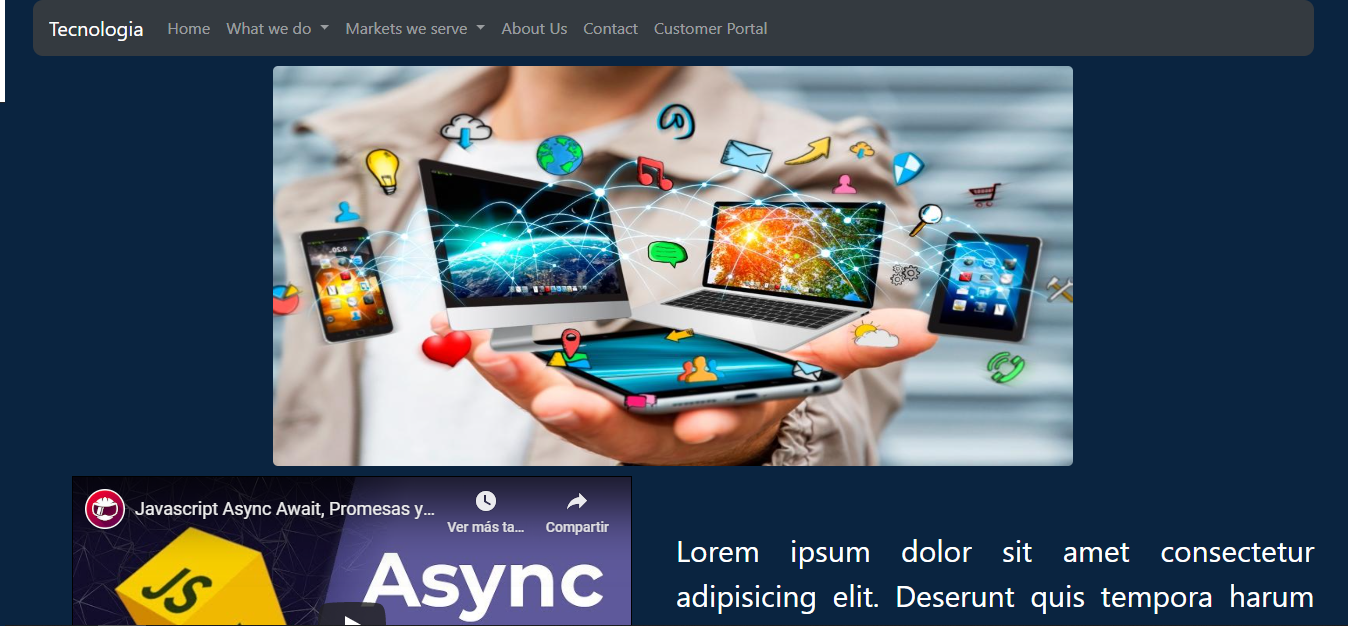 Tecnologia Home What we do Markets we serve About Us Contact Customer Portal
Javascript Async Await, Promesas y...
Ver más ta... Compartir
JS
Async
Lorem ipsum dolor sit amet consectetur
adipisicing elit. Deserunt quis tempora harum